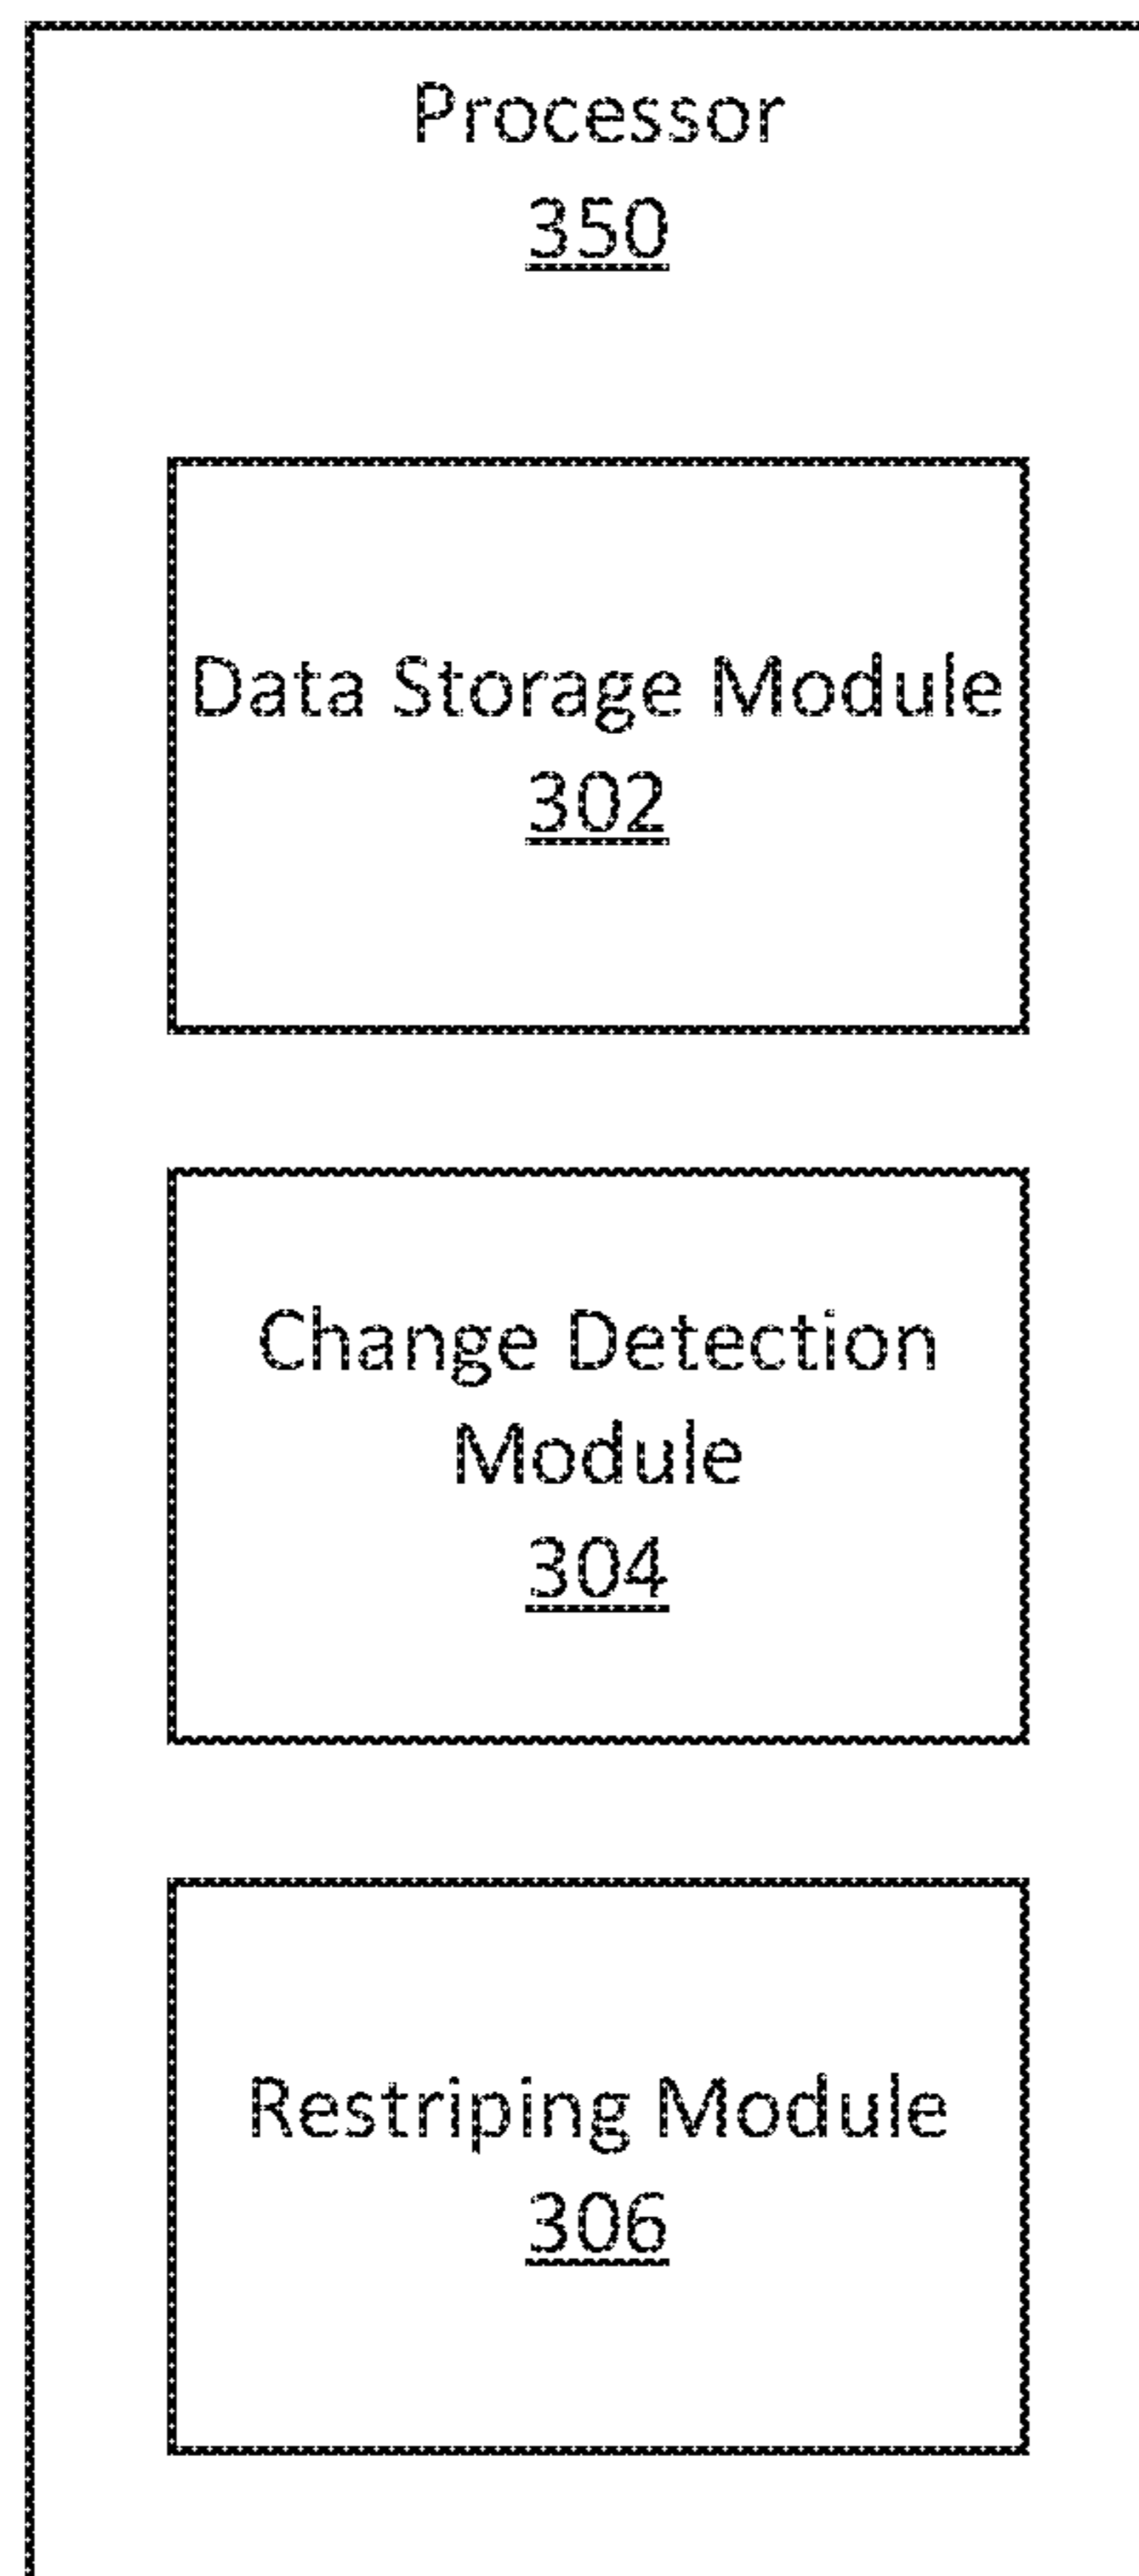 Processor
350
Data Storage Module
302
Change Detection
Module
304
Restriping Module
306